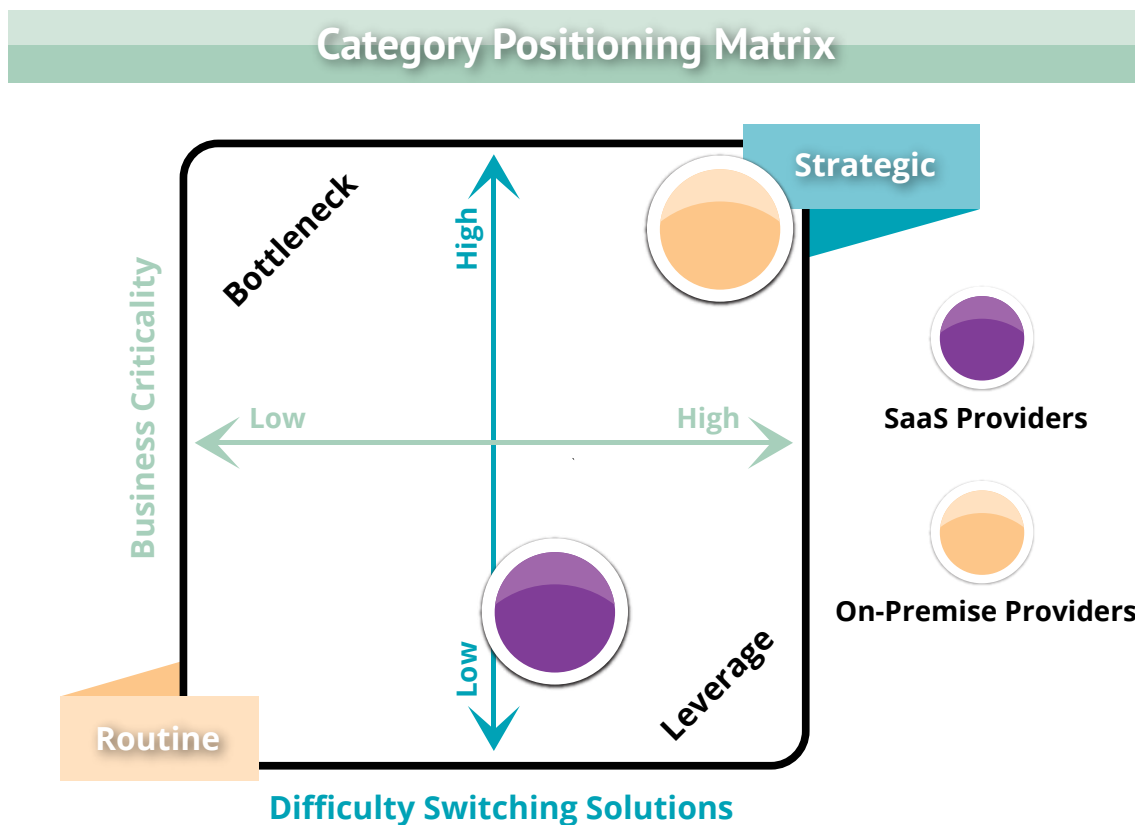 Category Positioning Matrix
Strategic
Bottleneck
High
Business Criticality
Low
High
SaaS Providers
On-Premise Providers
Low
Leverage
Routine
Difficulty Switching Solutions